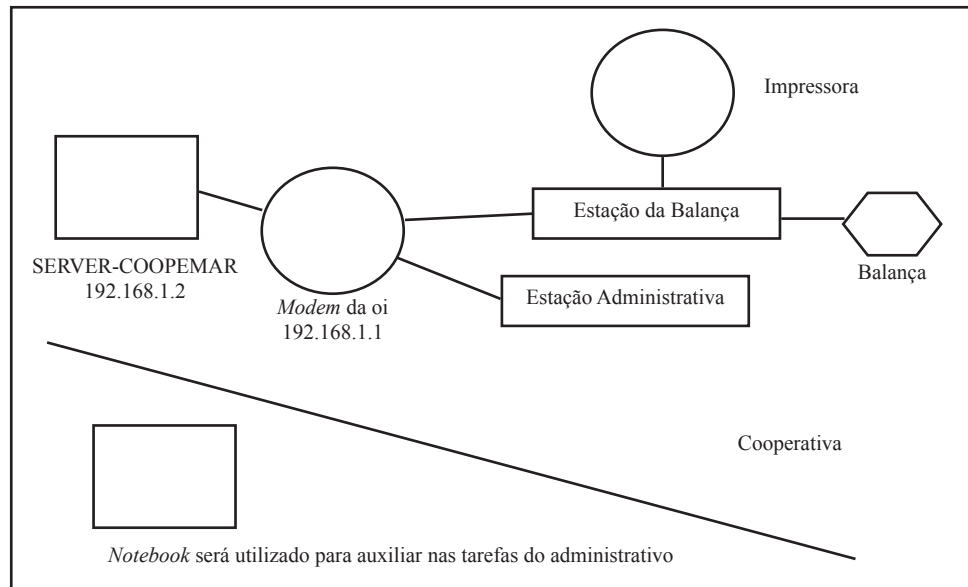 Impressora
Estação da Balança
SERVER-COOPEMAR
192.168.1.2
Balança
Modem da oi
192.168.1.1
Estação Administrativa
Cooperativa
Notebook será utilizado para auxiliar nas tarefas do administrativo